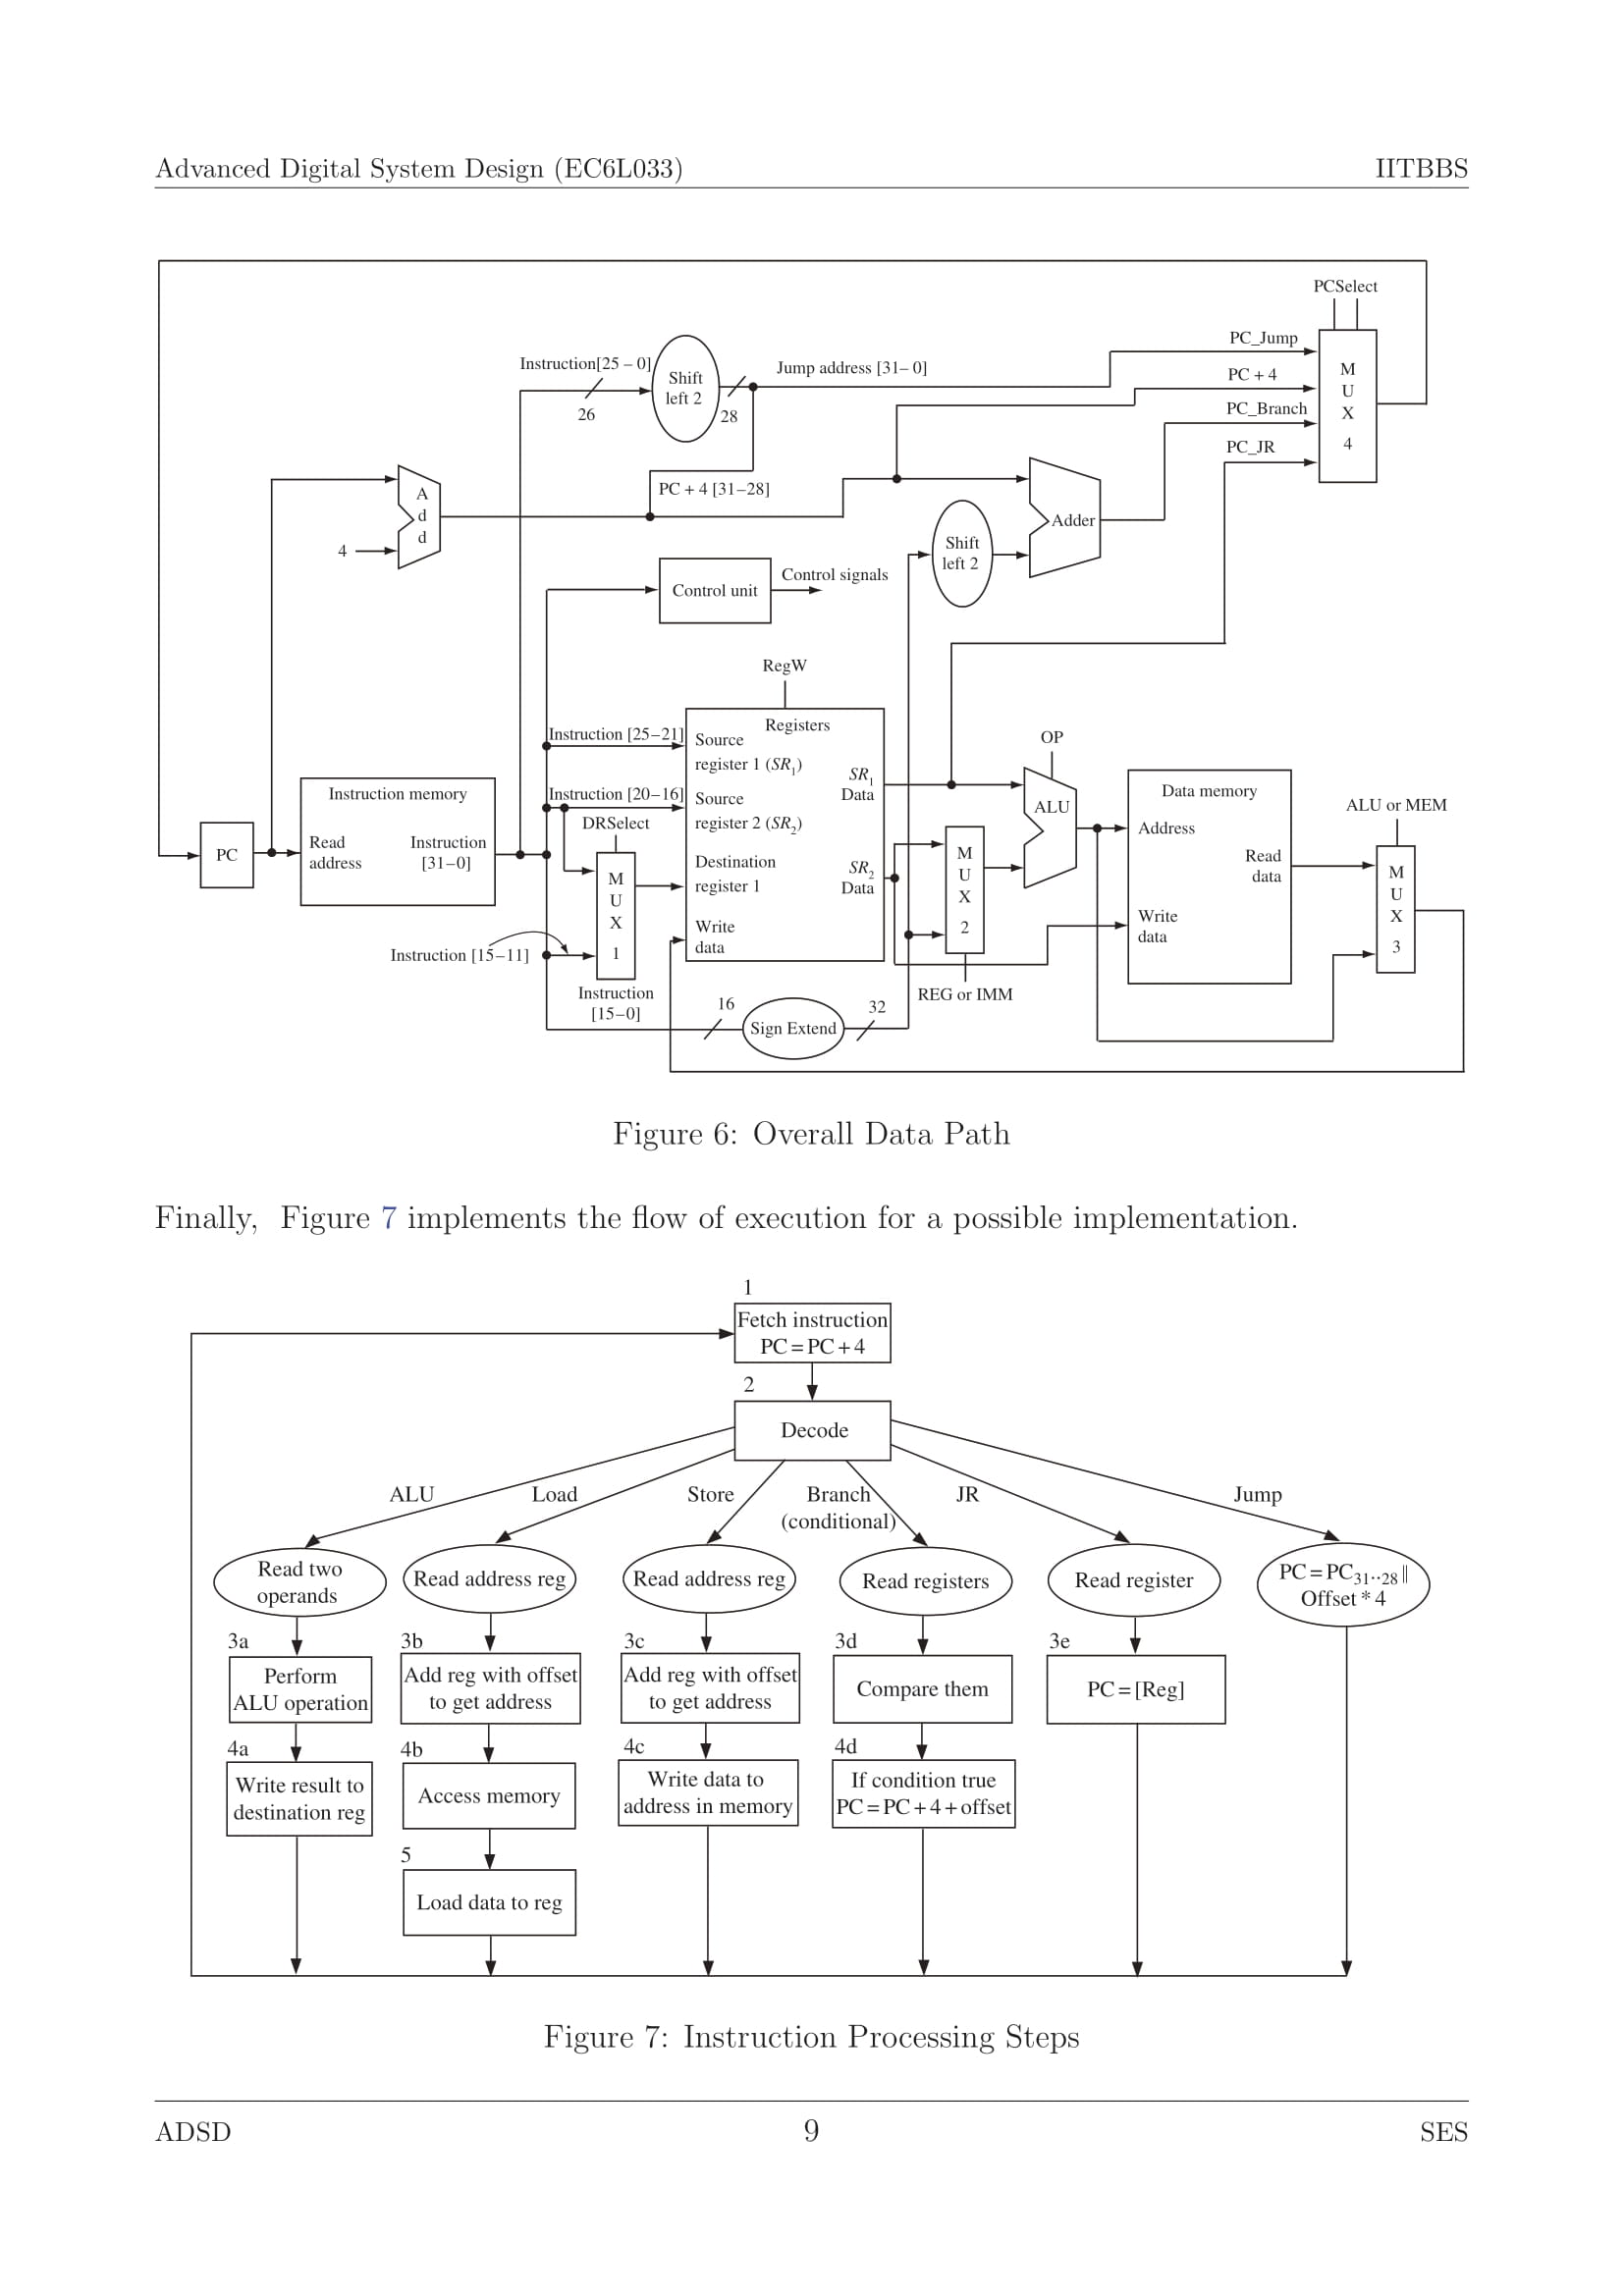 Advanced Digital System Design (EC6L033) IITBBS
PCSelect
PC_Jump
Instruction[25 – 0]
Shift
left 2
Jump address [31– 0]
26
28
PC + 4
PC_Branch
PC_JR
M
U
X
4
A
d
d
4
PC + 4 [31–28]
Adder
Shift
left 2
Control unit
Control signals
RegW
Registers
Instruction [25–21]
Source
register 1 (SR1)
Instruction [20–16]
Source
register 2 (SR2)
DRSelect
Destination
register 1
Write
data
SR1
Data
SR2
Data
OP
ALU
Data memory
Address
Read
data
Write
data
ALU or MEM
M
U
X
3
PC
Instruction memory
Read
address
Instruction
[31–0]
M
U
X
1
M
U
X
2
Instruction [15–11]
Instruction
[15–0]
16
Sign Extend
32
REG or IMM
Figure 6: Overall Data Path
Finally, Figure 7 implements the flow of execution for a possible implementation.
1
Fetch instruction
PC = PC + 4
2
Decode
ALU
Load
Store
Branch
(conditional)
JR
Jump
Read two
operands
Read address reg
Read address reg
Read registers
Read register
PC = PC31··28 ||
Offset * 4
3a
Perform
ALU operation
3b
Add reg with offset
to get address
3c
Add reg with offset
to get address
3d
Compare them
3e
PC = [Reg]
4a
Write result to
destination reg
4b
Access memory
4c
Write data to
address in memory
4d
If condition true
PC = PC + 4 + offset
5
Load data to reg
Figure 7: Instruction Processing Steps
ADSD 9 SES